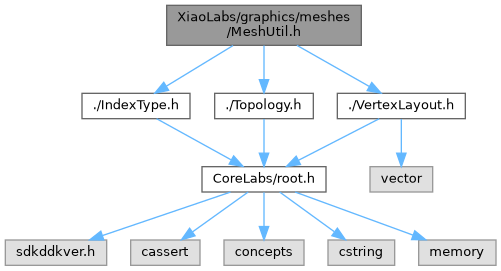 XiaoLabs/graphics/meshes
/MeshUtil.h
./IndexType.h
./Topology.h
./VertexLayout.h
CoreLabs/root.h
vector
sdkddkver.h
cassert
concepts
cstring
memory